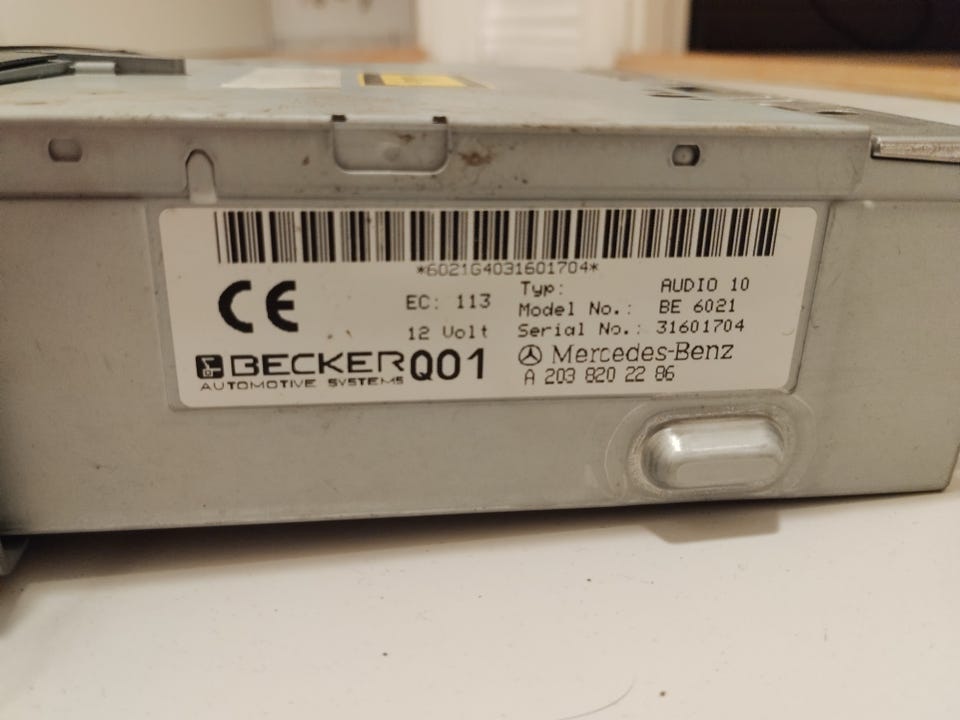 *6021G4031601704*
CE
EC: 113
12 Volt
Typ: AUDIO 10
Model No.: BE 6021
Serial No.: 31601704
BECKER Q01
AUTOMOTIVE SYSTEMS
Mercedes-Benz
A 203 820 22 86